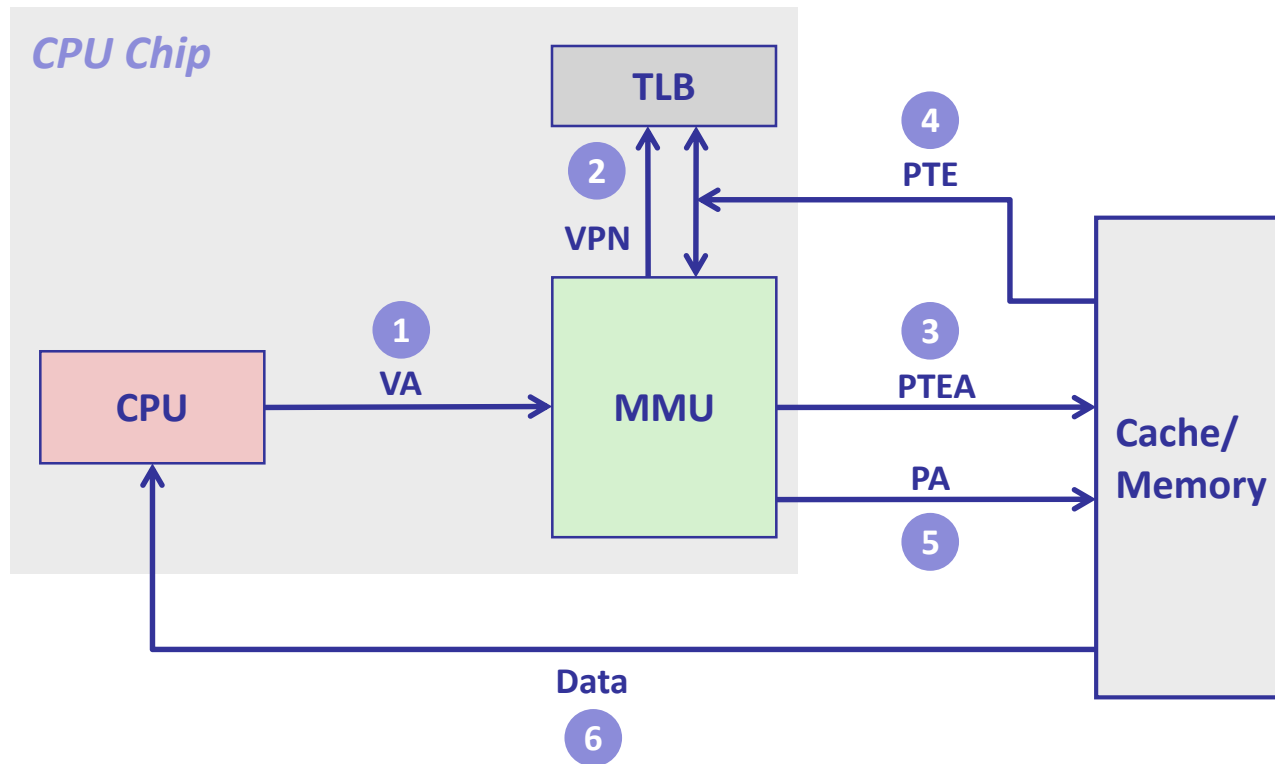 CPU Chip
TLB
4
PTE
2
VPN
1
VA
3
PTEA
CPU
MMU
Cache/
Memory
PA
5
Data
6